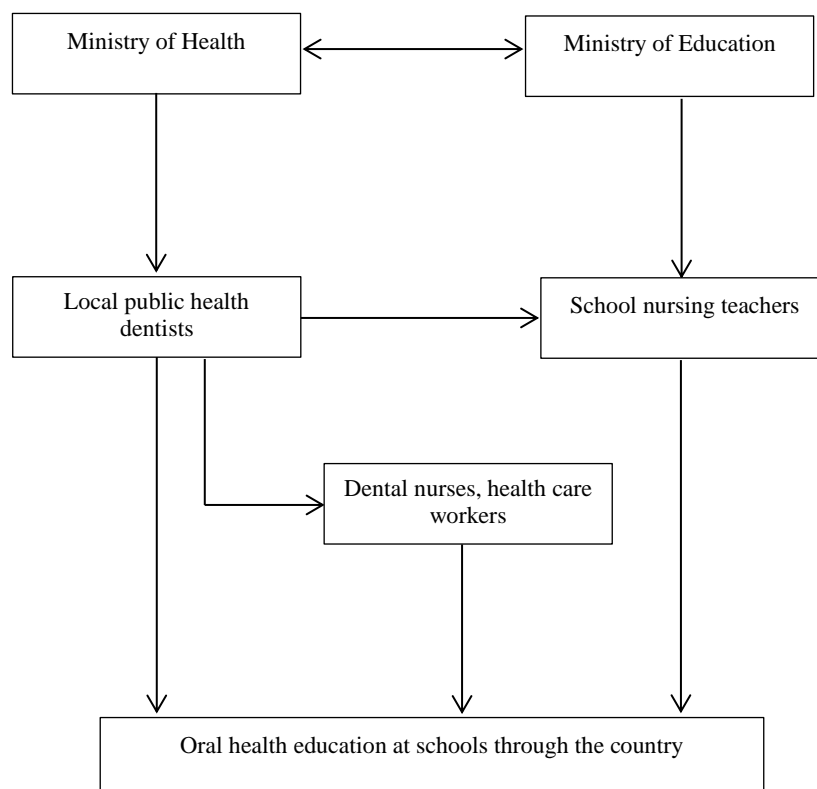 Ministry of Health
Ministry of Education
Local public health
dentists
School nursing teachers
Dental nurses, health care
workers
Oral health education at schools through the country